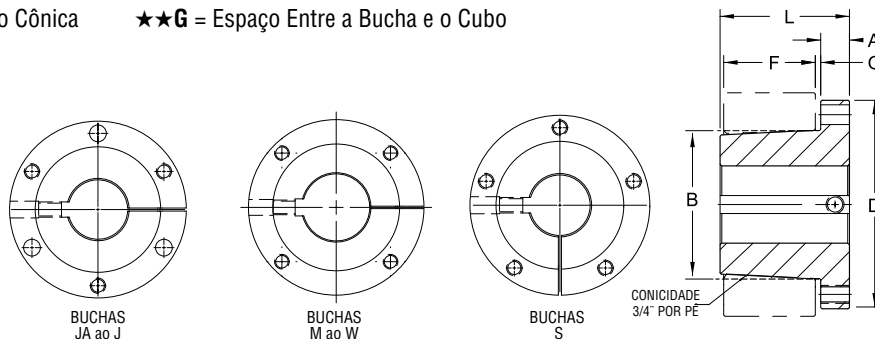 o Cônica ★★G = Espaço Entre a Bucha e o Cubo
L
A
F
G
B
D
CONICIDADE
3/4¨ POR PÉ
BUCHAS
JA ao J
BUCHAS
M ao W
BUCHAS
S